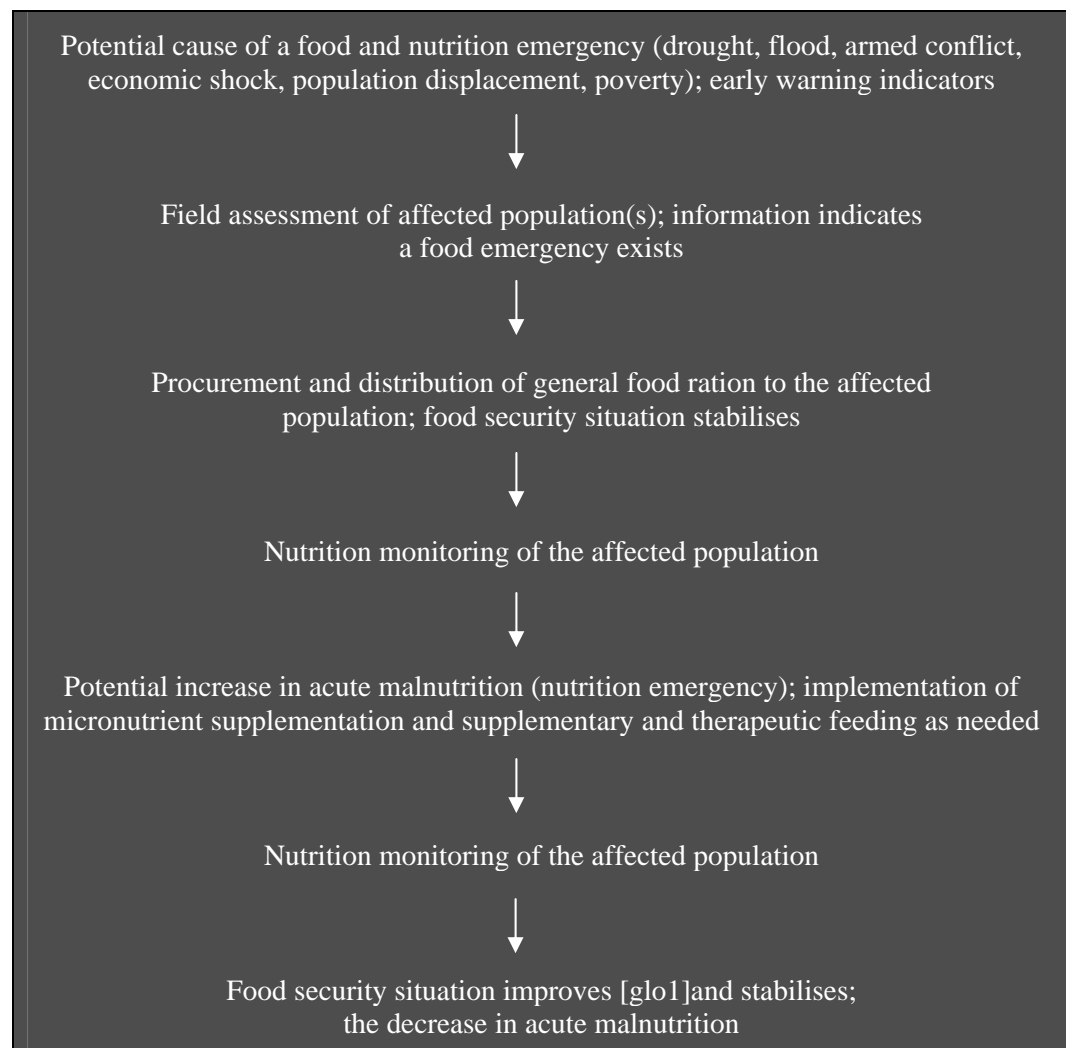 Potential cause of a food and nutrition emergency (drought, flood, armed conflict,
economic shock, population displacement, poverty); early warning indicators
Field assessment of affected population(s); information indicates
a food emergency exists
Procurement and distribution of general food ration to the affected
population; food security situation stabilises
Nutrition monitoring of the affected population
Potential increase in acute malnutrition (nutrition emergency); implementation of
micronutrient supplementation and supplementary and therapeutic feeding as needed
Nutrition monitoring of the affected population
Food security situation improves [glo1]and stabilises;
the decrease in acute malnutrition